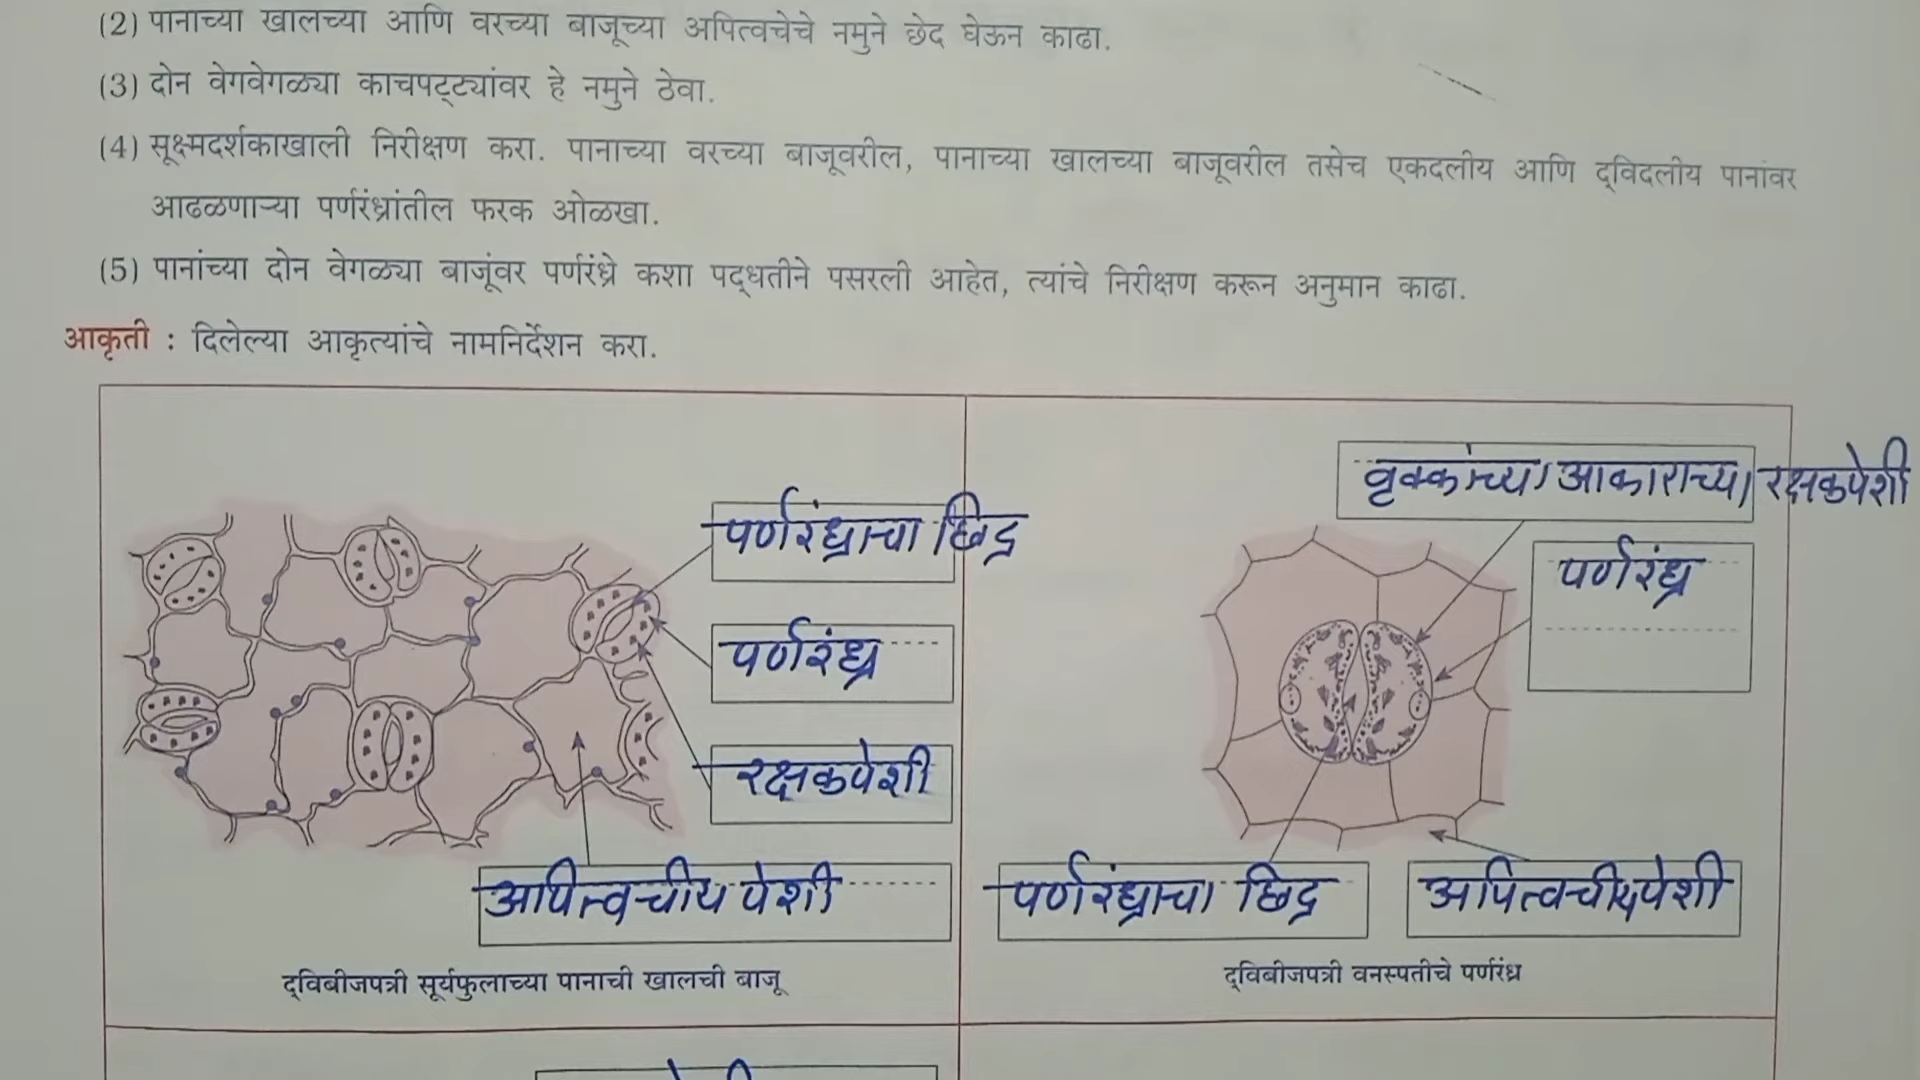 (2) पानाच्या खालच्या आणि वरच्या बाजूच्या अपित्वचेचे नमुने छेद घेऊन काढा.
(3) दोन वेगवेगळ्या काचपट्ट्यांवर हे नमुने ठेवा.
(4) सूक्ष्मदर्शकाखाली निरीक्षण करा. पानाच्या वरच्या बाजूवरील, पानाच्या खालच्या बाजूवरील तसेच एकदलीय आणि द्विदलीय पानांवर
आढळणाऱ्या पर्णरंध्रांतील फरक ओळखा.
(5) पानांच्या दोन वेगळ्या बाजूंवर पर्णरंध्रे कशा पद्धतीने पसरली आहेत, त्यांचे निरीक्षण करून अनुमान काढा.
आकृती : दिलेल्या आकृत्यांचे नामनिर्देशन करा.
पर्णरंध्राचा छिद्र
पर्णरंध्र
रक्षकपेशी
अपित्वचीय पेशी
द्विबीजपत्री सूर्यफुलाच्या पानाची खालची बाजू
वृक्कांच्या आकाराच्या रक्षकपेशी
पर्णरंध्र
पर्णरंध्राचा छिद्र
अपित्वचीयपेशी
द्विबीजपत्री वनस्पतीचे पर्णरंध्र